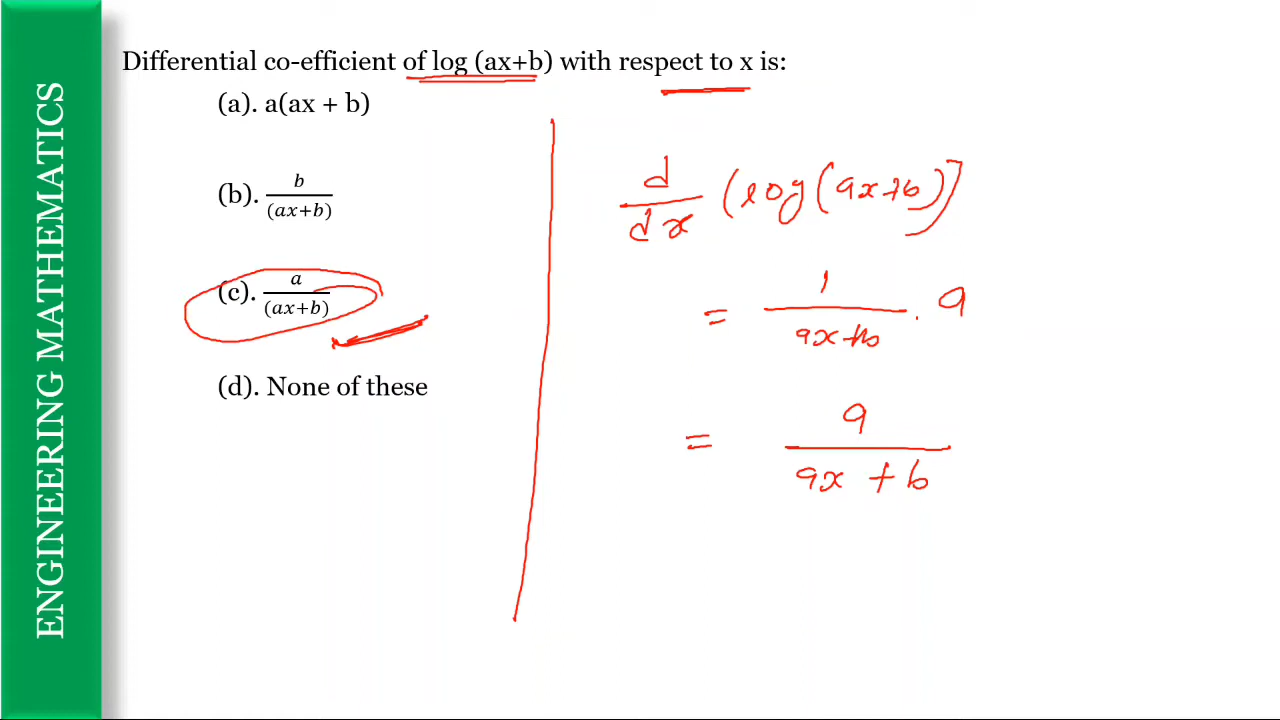 ENGINEERING MATHEMATICS
Differential co-efficient of log (ax+b) with respect to x is:
(a). a(ax + b)
(b). b/(ax+b)
(c). a/(ax+b)
(d). None of these
d/dx (log(ax+b))
= 1/ax+b . a
= a/ax + b